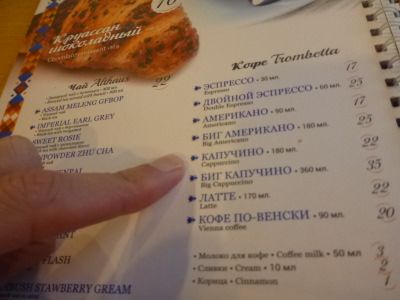 70
Круассан
шоколадный
Кофе Trombetta
ЭСПРЕССО • 30 мл. 17
Espresso
ДВОЙНОЙ ЭСПРЕССО • 60 мл. 25
Double Espresso
АМЕРИКАНО • 90 мл. 17
Americano
БИГ АМЕРИКАНО • 180 мл. 25
Big Americano
КАПУЧИНО • 180 мл. 22
Cappuccino
БИГ КАПУЧИНО • 360 мл. 35
Big Cappuccino
ЛАТТЕ • 170 мл. 22
Latte
КОФЕ ПО-ВЕНСКИ • 90 мл. 20
Vienna coffee
• Молоко для кофе • Coffee milk • 50 мл 3
• Сливки • Cream • 10 мл 2
• Корица • Cinnamon 1
Чай Althaus 22
ASSAM MELENG GFBOP
IMPERIAL EARL GREY
SWEET ROSIE
POWDER ZHU CHA
FLASH
STAWBERRY GREAM